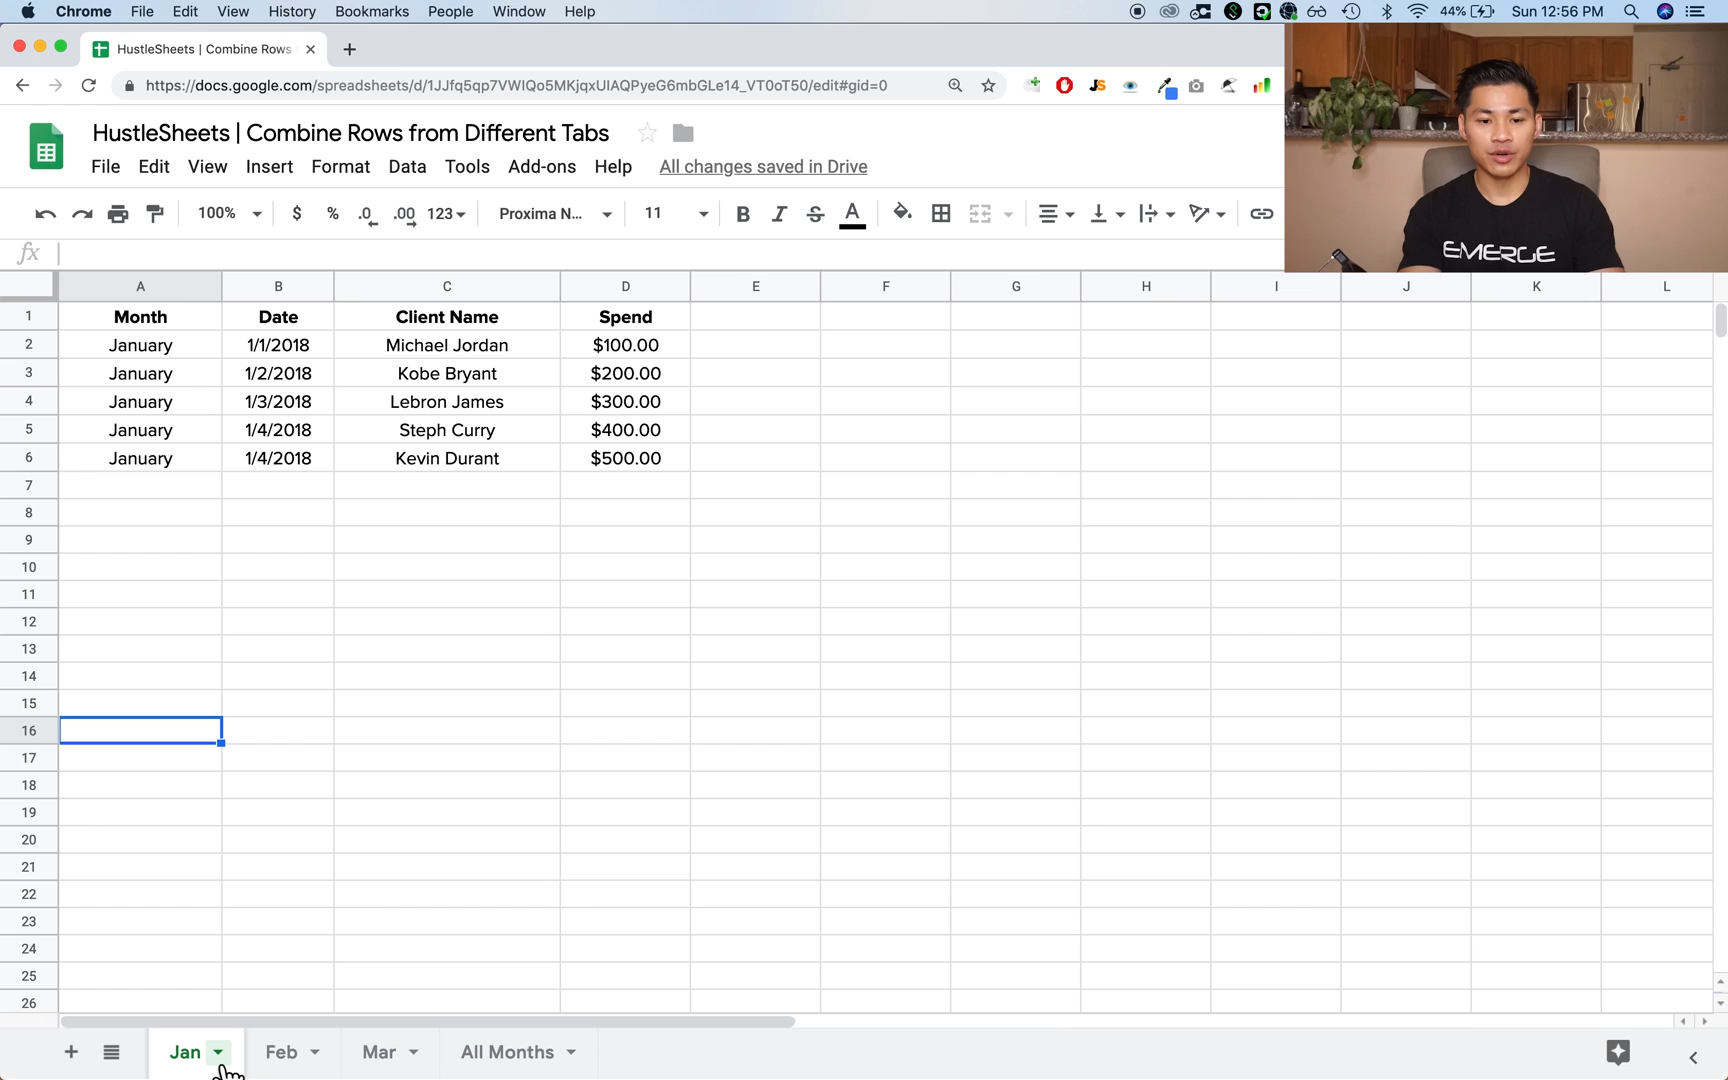 Chrome File Edit View History Bookmarks People Window Help 44% Sun 12:56 PM
HustleSheets | Combine Rows
https://docs.google.com/spreadsheets/d/1JJfq5qp7VWIQo5MKjqxUIAQPyeG6mbGLe14_VT0oT50/edit#gid=0 JS
HustleSheets | Combine Rows from Different Tabs
File Edit View Insert Format Data Tools Add-ons Help All changes saved in Drive
100% $ % .0 .00 123 Proxima N... 11 B I S A
fx
EMERGE
A B C D E F G H I J K L
1 Month Date Client Name Spend
2 January 1/1/2018 Michael Jordan $100.00
3 January 1/2/2018 Kobe Bryant $200.00
4 January 1/3/2018 Lebron James $300.00
5 January 1/4/2018 Steph Curry $400.00
6 January 1/4/2018 Kevin Durant $500.00
7
8
9
10
11
12
13
14
15
16
17
18
19
20
21
22
23
24
25
26
Jan Feb Mar All Months